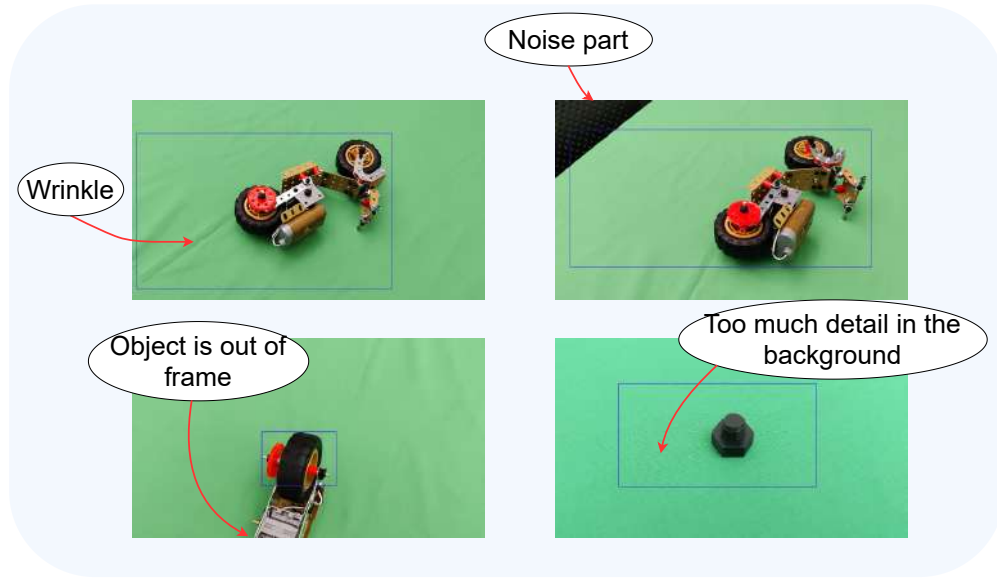 Noise part
Wrinkle
Object is out of
frame
Too much detail in the
background